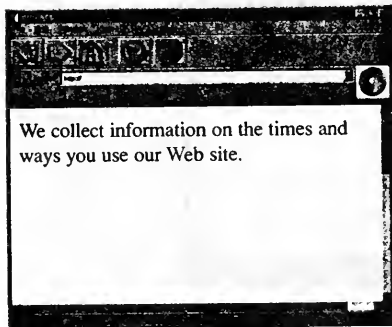 http://
We collect information on the times and
ways you use our Web site.